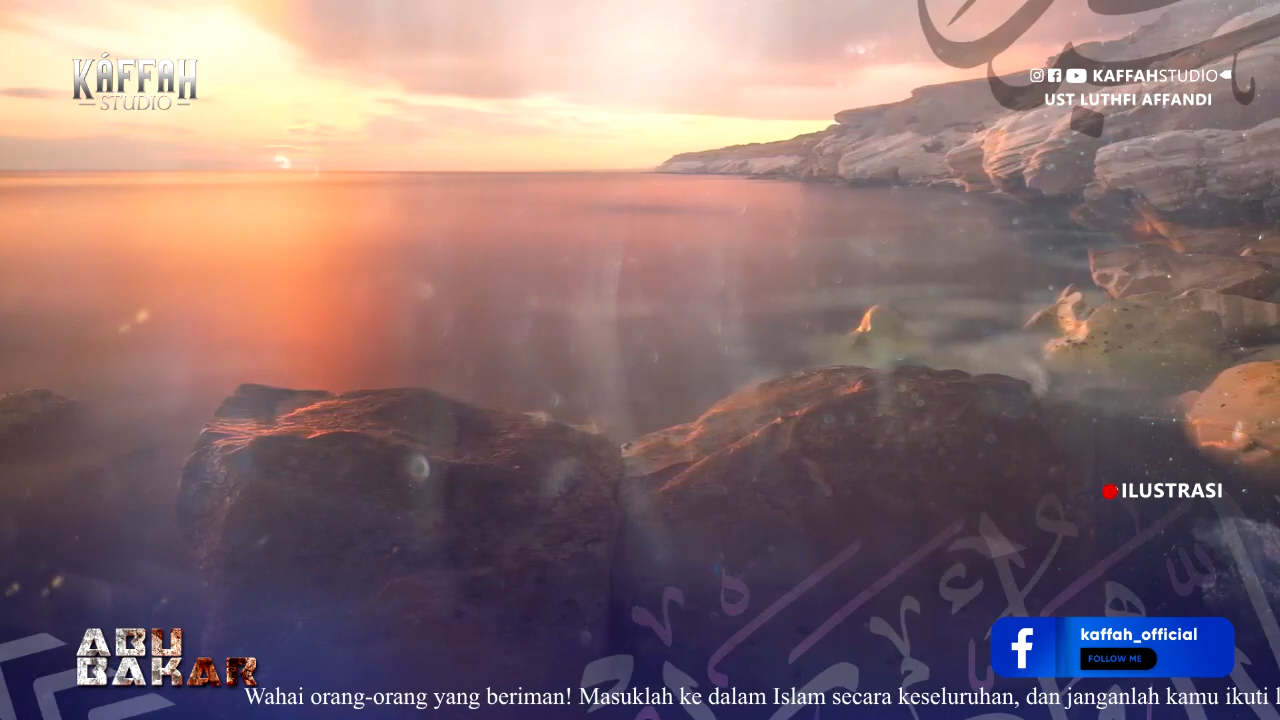 KÁFFAH
STUDIO
KAFFAHSTUDIO
UST LUTHFI AFFANDI
ILUSTRASI
ABU
BAKAR
kaffah_official
FOLLOW ME
Wahai orang-orang yang beriman! Masuklah ke dalam Islam secara keseluruhan, dan janganlah kamu ikuti